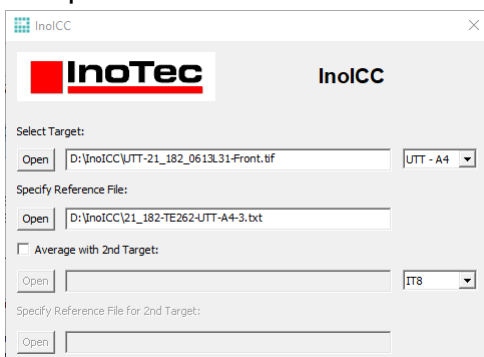 InoICC
InoTec InoICC
Select Target:
Open D:\InoICC\UTT-21_182_0613L31-Front.tif UTT - A4
Specify Reference File:
Open D:\InoICC\21_182-TE262-UTT-A4-3.txt
Average with 2nd Target:
Open IT8
Specify Reference File for 2nd Target:
Open